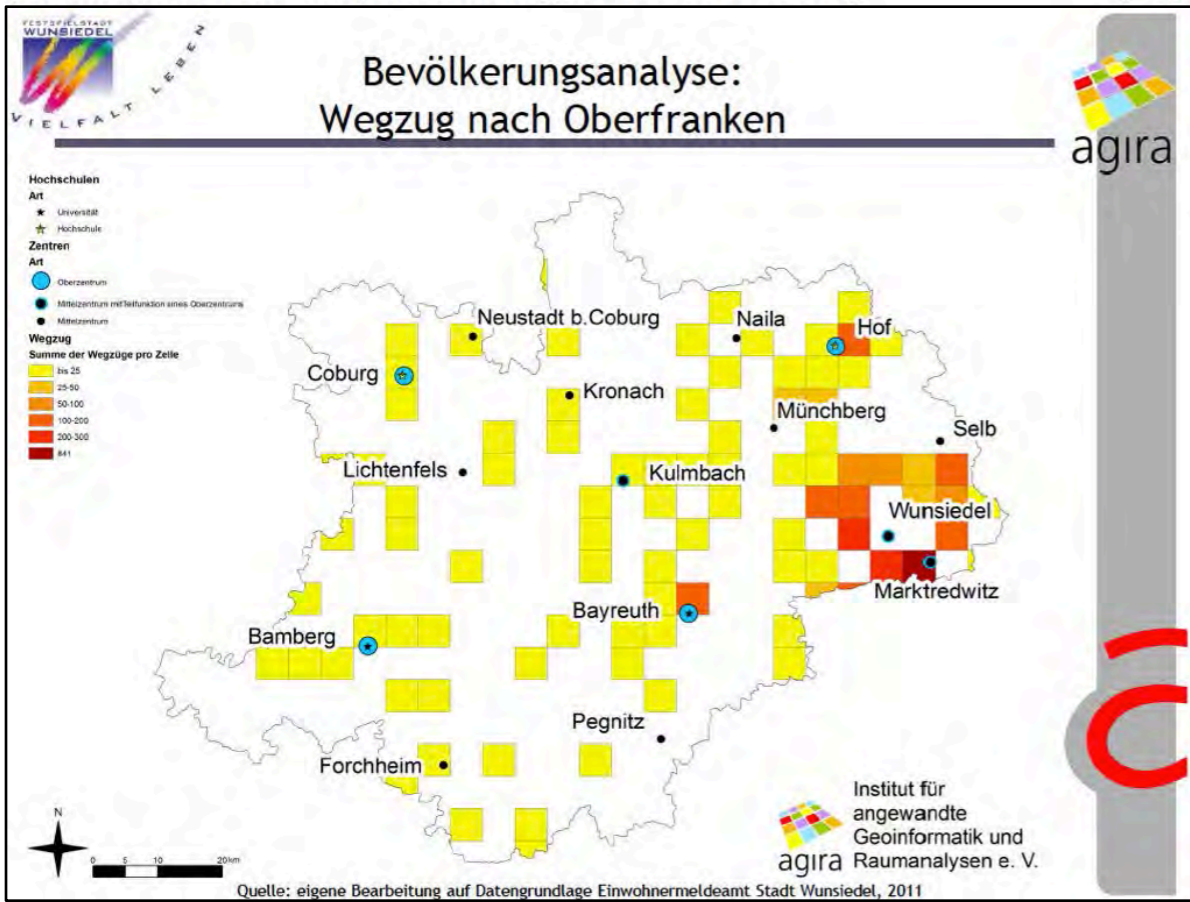 FESTSPIELSTADT
WUNSIEDEL
VIELFALT LEBEN
Bevölkerungsanalyse:
Wegzug nach Oberfranken
agira
Hochschulen
Art
Universität
Hochschule
Zentren
Art
Oberzentrum
Mittelzentrum mit Teilfunktion eines Oberzentrums
Mittelzentrum
Wegzug
Summe der Wegzüge pro Zelle
bis 25
25-50
50-100
100-200
200-300
841
Neustadt b.Coburg
Naila
Hof
Coburg
Kronach
Münchberg
Selb
Lichtenfels
Kulmbach
Wunsiedel
Marktredwitz
Bayreuth
Bamberg
Pegnitz
Forchheim
N
0 5 10 20km
agira
Institut für
angewandte
Geoinformatik und
Raumanalysen e. V.
Quelle: eigene Bearbeitung auf Datengrundlage Einwohnermeldeamt Stadt Wunsiedel, 2011